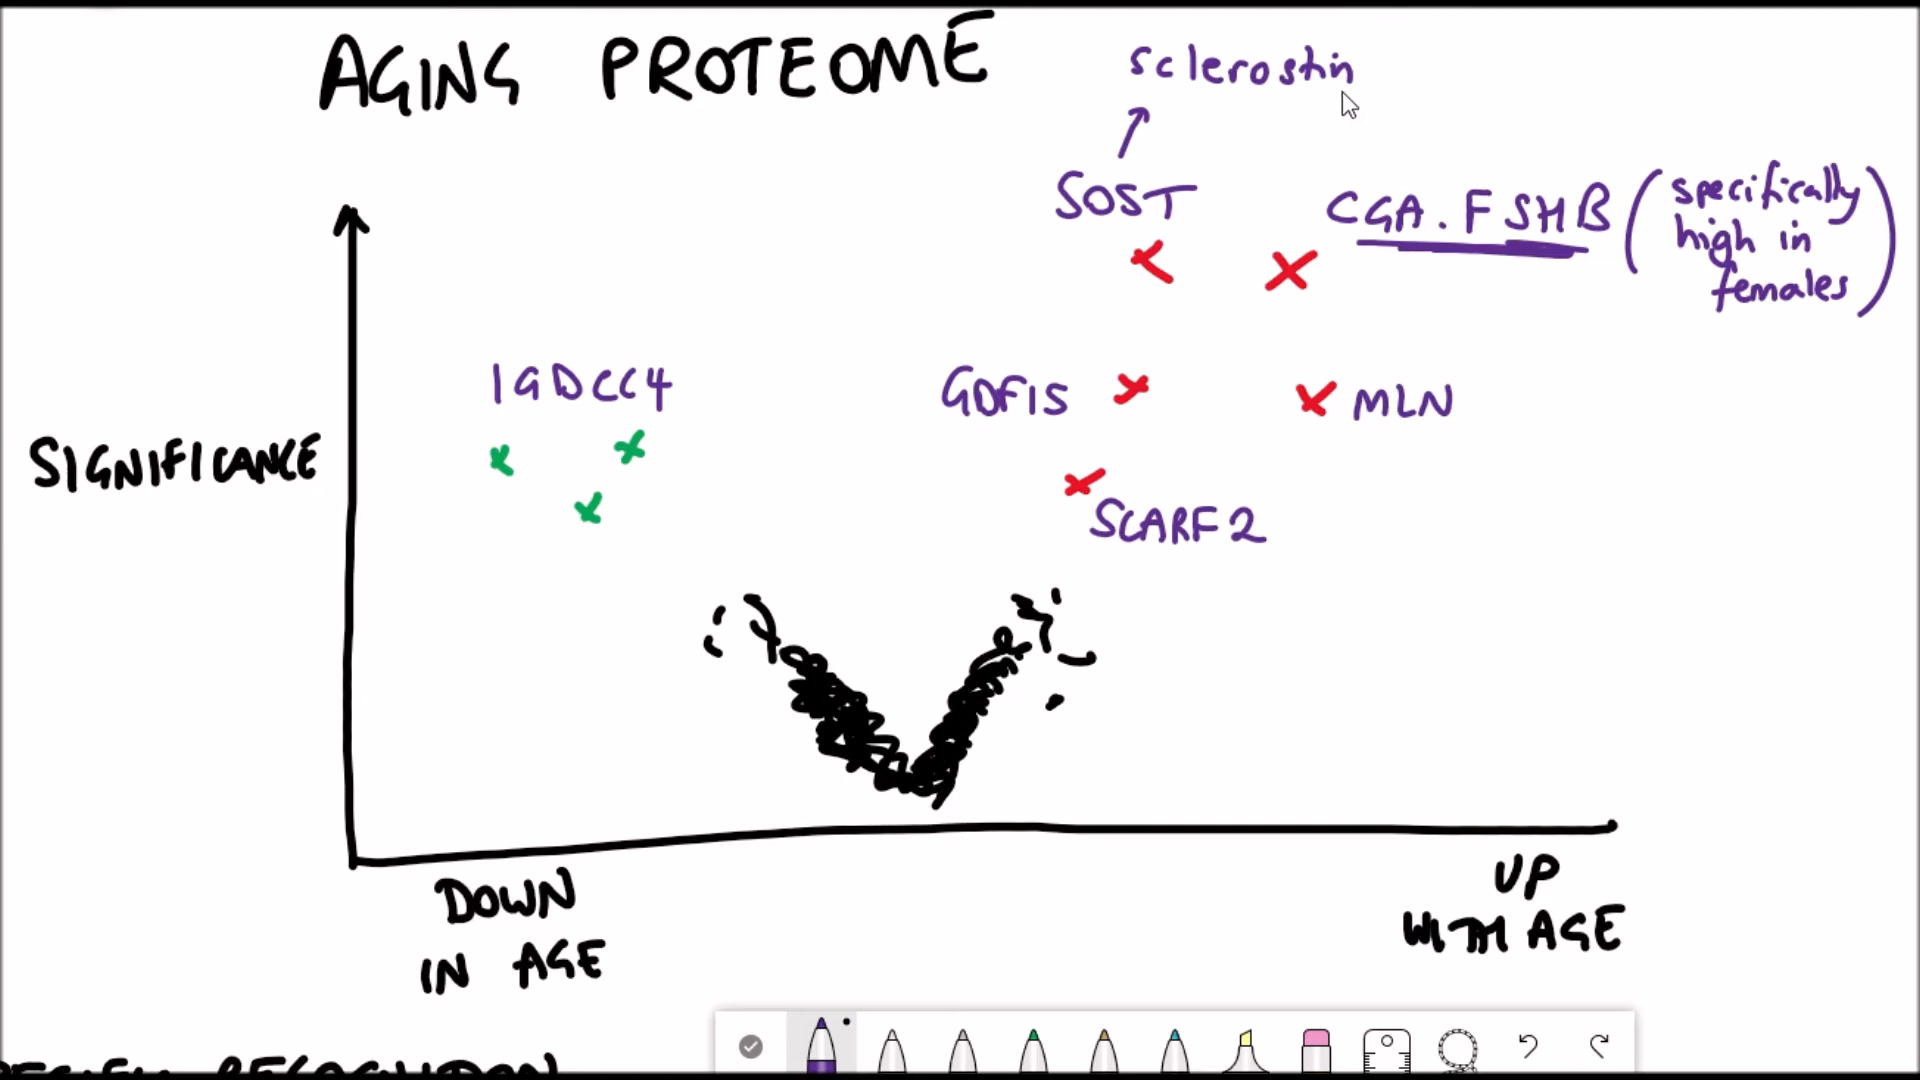 AGING PROTEOME
sclerostin
SOST
CGA.FSHB (specifically
high in
females)
IGDCC4
GDF15
MLN
SIGNIFICANCE
SCARF2
DOWN
IN AGE
UP
WITH AGE